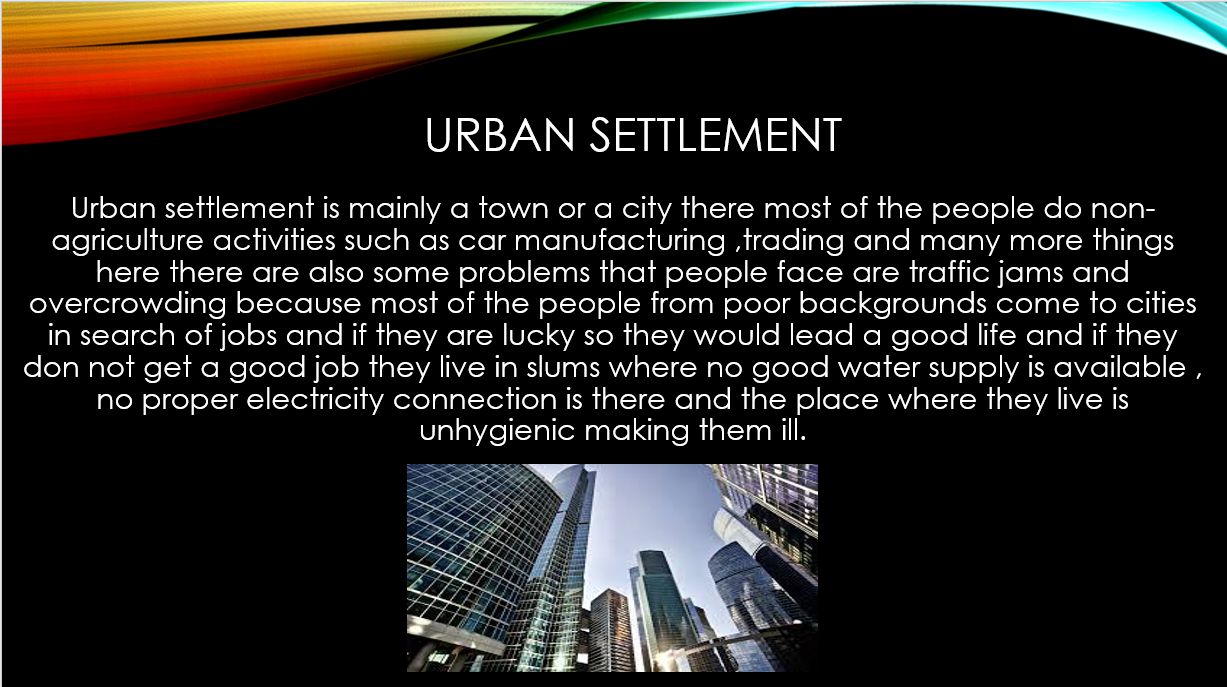 URBAN SETTLEMENT
Urban settlement is mainly a town or a city there most of the people do non-
agriculture activities such as car manufacturing ,trading and many more things
here there are also some problems that people face are traffic jams and
overcrowding because most of the people from poor backgrounds come to cities
in search of jobs and if they are lucky so they would lead a good life and if they
don not get a good job they live in slums where no good water supply is available ,
no proper electricity connection is there and the place where they live is
unhygienic making them ill.